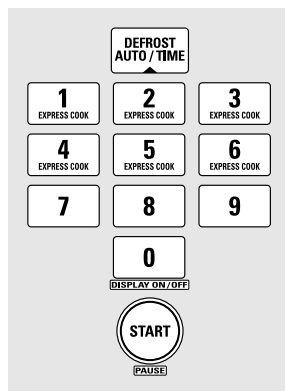 DEFROST
AUTO/TIME
1 2 3
EXPRESS COOK EXPRESS COOK EXPRESS COOK
4 5 6
EXPRESS COOK EXPRESS COOK EXPRESS COOK
7 8 9
0
DISPLAY ON/OFF
START
PAUSE